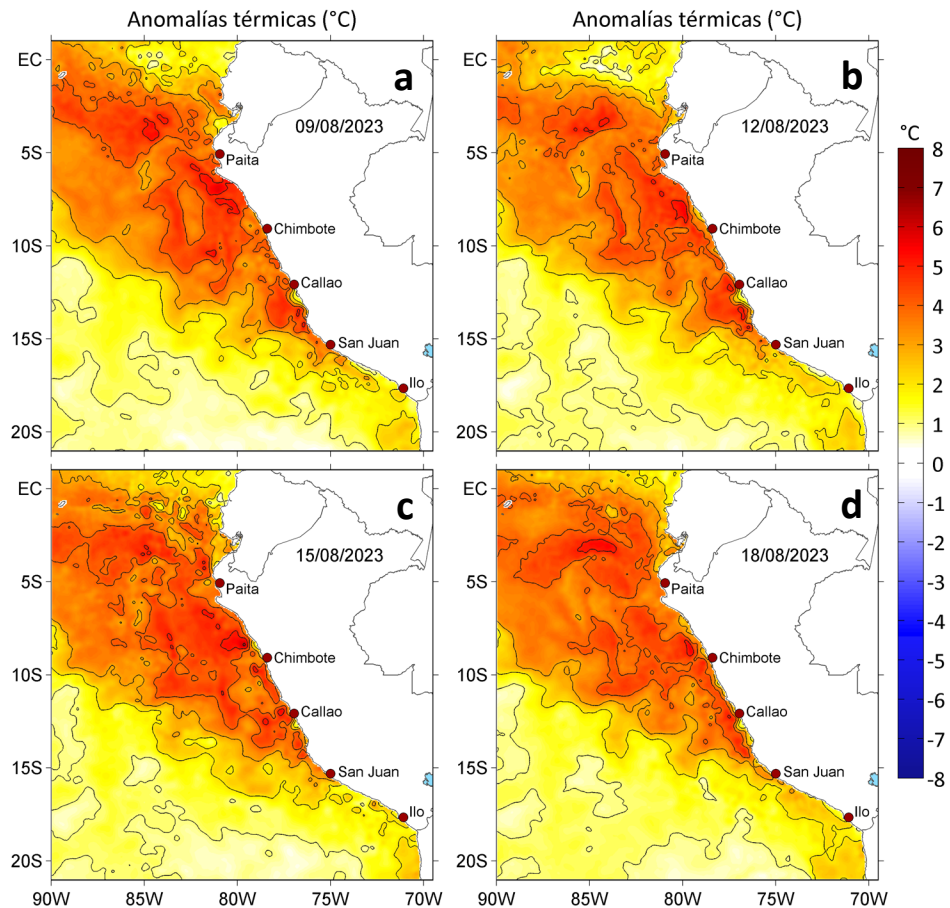 Anomalías térmicas (°C)
Anomalías térmicas (°C)
EC
5S
10S
15S
20S
a
09/08/2023
Paita
Chimbote
Callao
San Juan
Ilo
EC
5S
10S
15S
20S
b
12/08/2023
Paita
Chimbote
Callao
San Juan
Ilo
°C
8
7
6
5
4
3
2
1
0
-1
-2
-3
-4
-5
-6
-7
-8
EC
5S
10S
15S
20S
c
15/08/2023
Paita
Chimbote
Callao
San Juan
Ilo
90W 85W 80W 75W 70W
EC
5S
10S
15S
20S
d
18/08/2023
Paita
Chimbote
Callao
San Juan
Ilo
90W 85W 80W 75W 70W